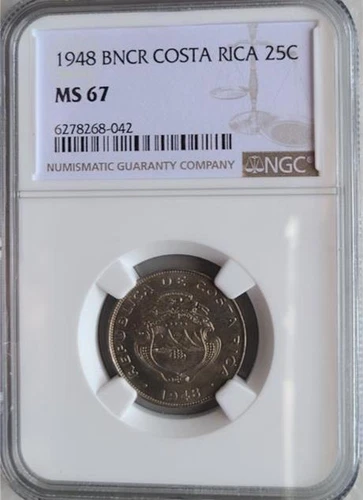 1948 BNCR COSTA RICA 25C
MS 67
6278268-042
NUMISMATIC GUARANTY COMPANY
NGC
REPUBLICA DE COSTA RICA
1948